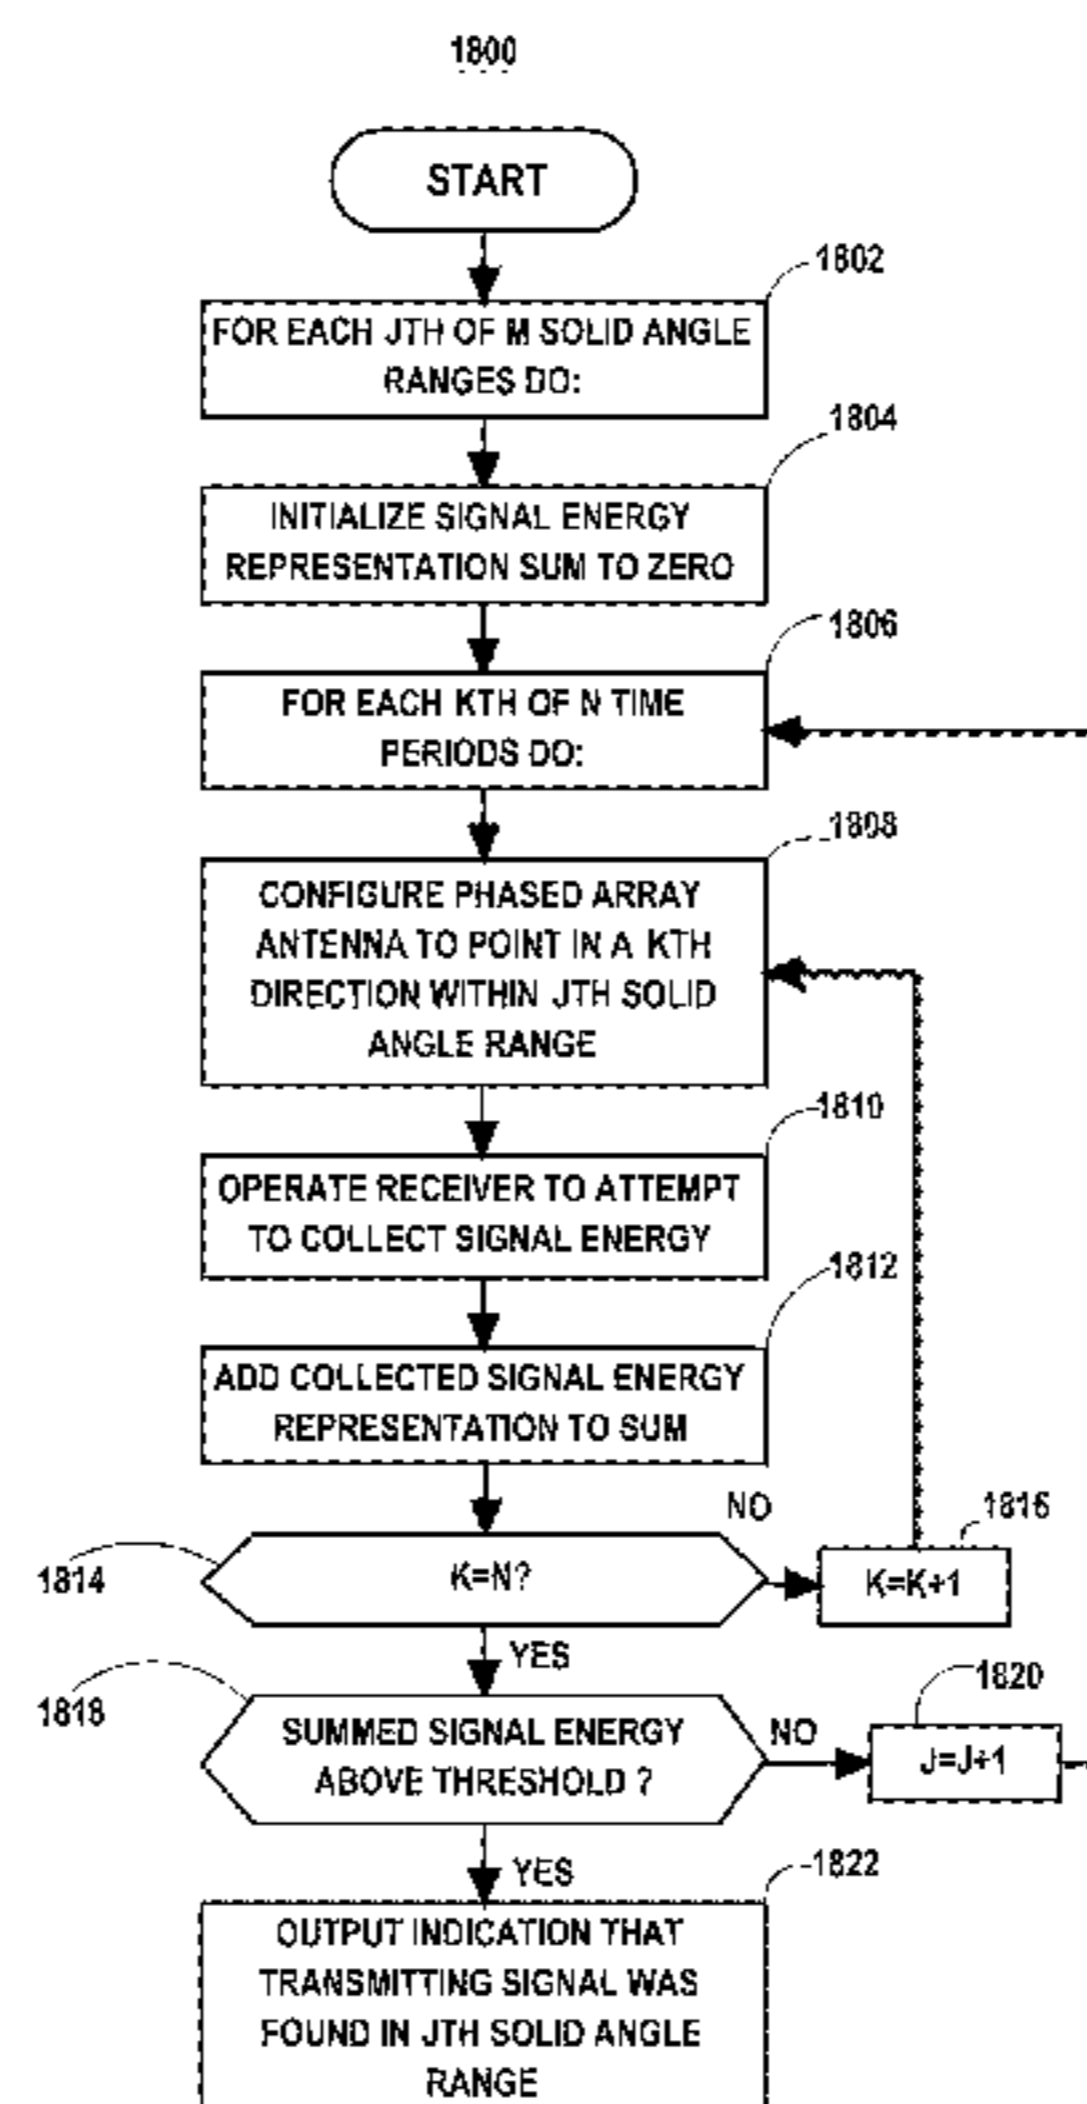 1800
START
1802
FOR EACH JTH OF M SOLID ANGLE
RANGES DO:
1804
INITIALIZE SIGNAL ENERGY
REPRESENTATION SUM TO ZERO
1806
FOR EACH KTH OF N TIME
PERIODS DO:
1808
CONFIGURE PHASED ARRAY
ANTENNA TO POINT IN A KTH
DIRECTION WITHIN JTH SOLID
ANGLE RANGE
1810
OPERATE RECEIVER TO ATTEMPT
TO COLLECT SIGNAL ENERGY
1812
ADD COLLECTED SIGNAL ENERGY
REPRESENTATION TO SUM
NO
1816
1814
K=N?
K=K+1
YES
1820
1818
SUMMED SIGNAL ENERGY
ABOVE THRESHOLD ?
NO
J=J+1
YES
1822
OUTPUT INDICATION THAT
TRANSMITTING SIGNAL WAS
FOUND IN JTH SOLID ANGLE
RANGE